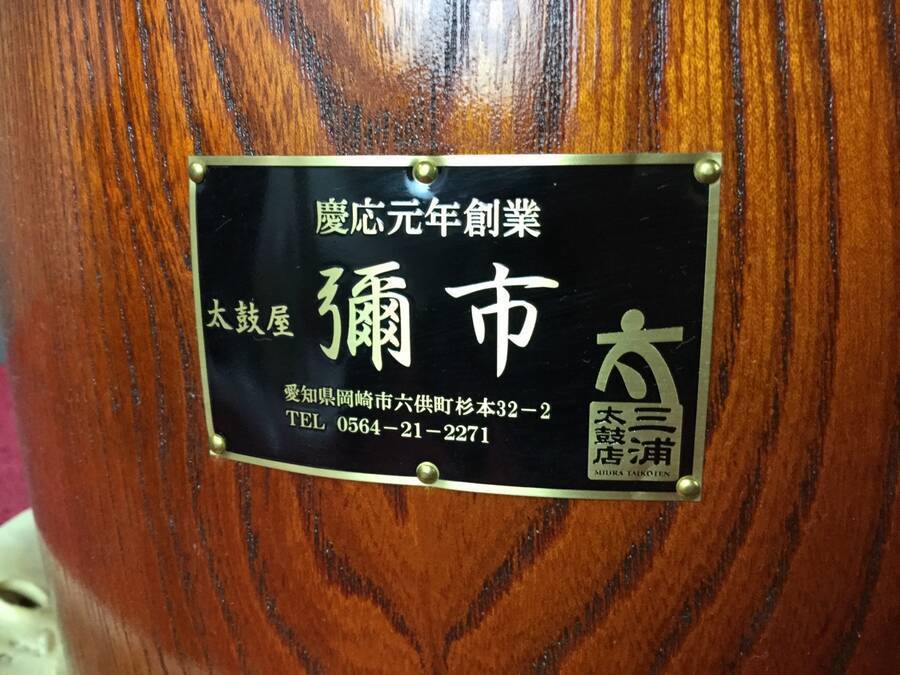 慶応元年創業
太鼓屋 彌市
愛知県岡崎市六供町杉本32-2
TEL 0564-21-2271
三浦
太鼓店
MIURA TAIKOTEN